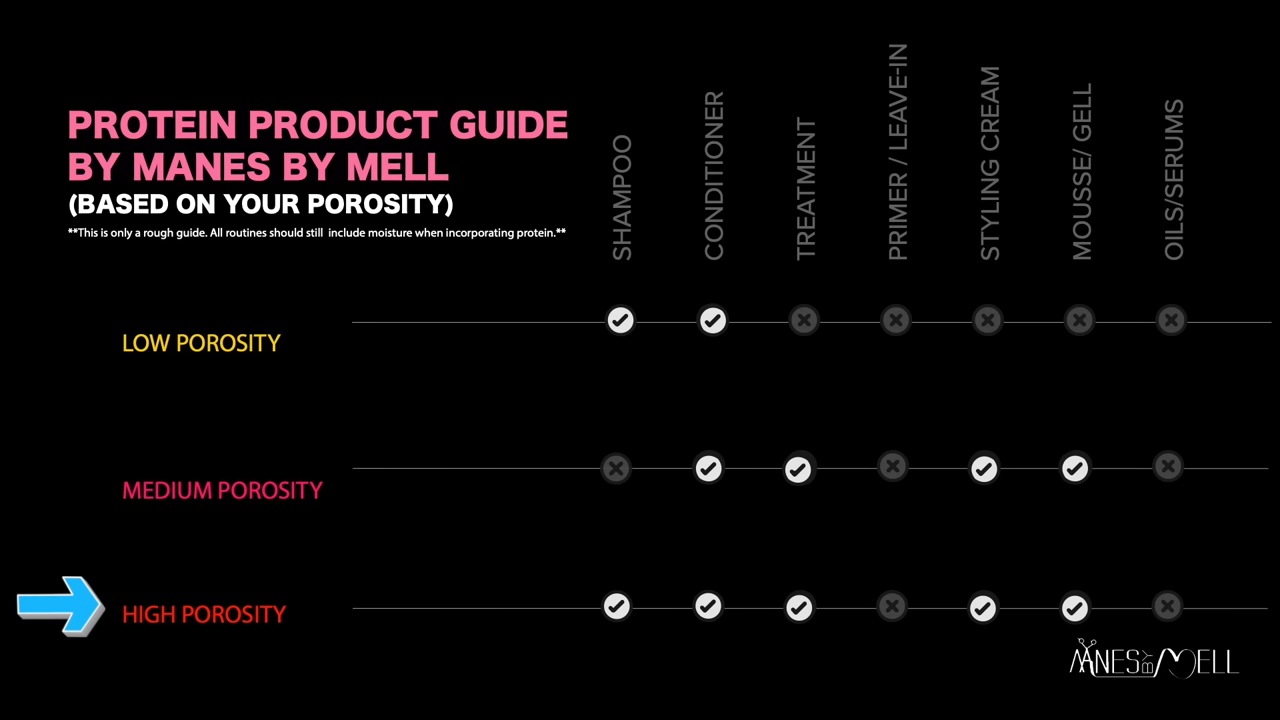 PROTEIN PRODUCT GUIDE
BY MANES BY MELL
(BASED ON YOUR POROSITY)
**This is only a rough guide. All routines should still include moisture when incorporating protein.**
SHAMPOO
CONDITIONER
TREATMENT
PRIMER / LEAVE-IN
STYLING CREAM
MOUSSE/ GELL
OILS/SERUMS
LOW POROSITY
MEDIUM POROSITY
HIGH POROSITY
MANES BY MELL